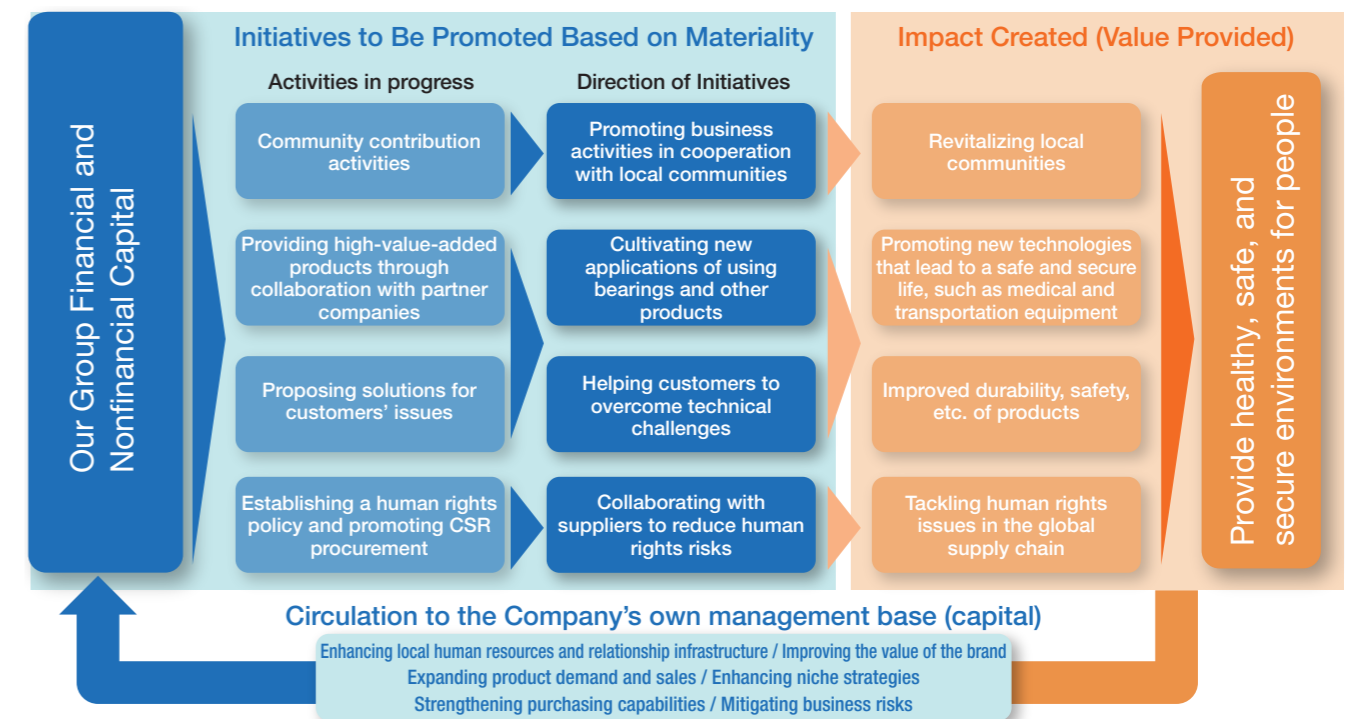 Our Group Financial and
Nonfinancial Capital
Initiatives to Be Promoted Based on Materiality
Activities in progress
Direction of Initiatives
Community contribution
activities
Promoting business
activities in cooperation
with local communities
Providing high-value-added
products through
collaboration with partner
companies
Cultivating new
applications of using
bearings and other
products
Proposing solutions for
customers’ issues
Helping customers to
overcome technical
challenges
Establishing a human rights
policy and promoting CSR
procurement
Collaborating with
suppliers to reduce human
rights risks
Impact Created (Value Provided)
Revitalizing local
communities
Promoting new technologies
that lead to a safe and secure
life, such as medical and
transportation equipment
Improved durability, safety,
etc. of products
Tackling human rights
issues in the global
supply chain
Provide healthy, safe, and
secure environments for people
Circulation to the Company’s own management base (capital)
Enhancing local human resources and relationship infrastructure / Improving the value of the brand
Expanding product demand and sales / Enhancing niche strategies
Strengthening purchasing capabilities / Mitigating business risks